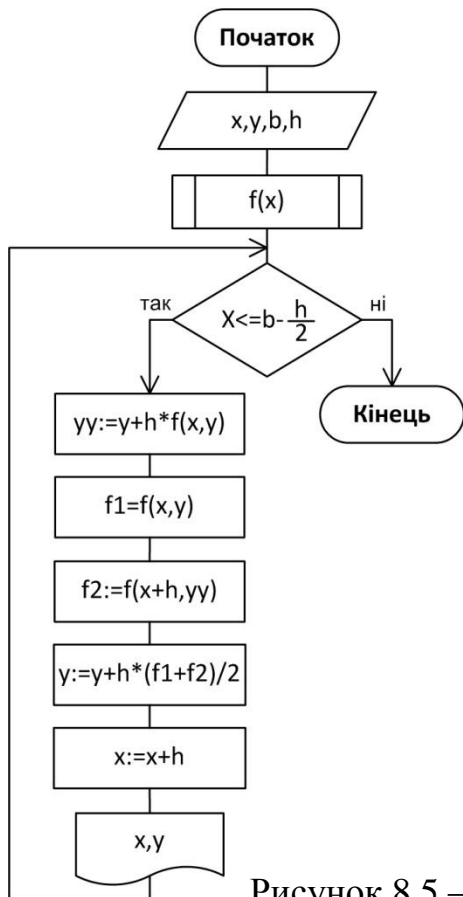 Початок
x,y,b,h
f(x)
так
X<=b-h/2
ні
Кінець
yy:=y+h*f(x,y)
f1=f(x,y)
f2:=f(x+h,yy)
y:=y+h*(f1+f2)/2
x:=x+h
x,y
Рисунок 8.5 –